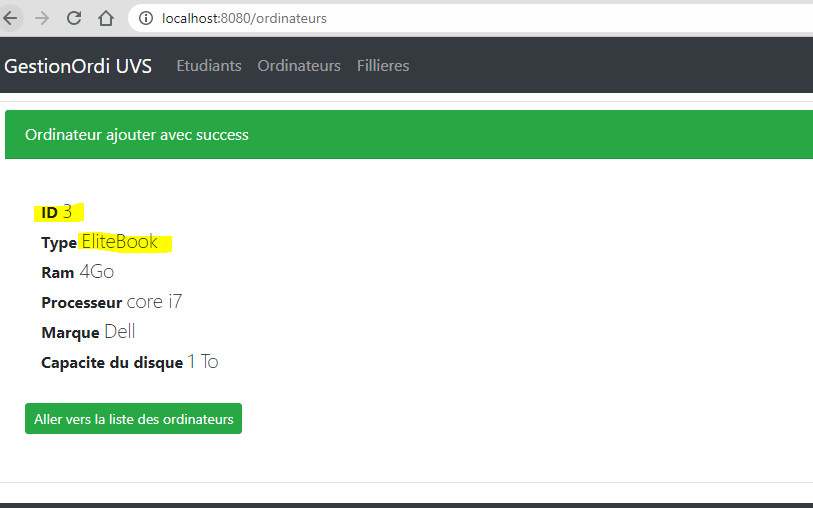 localhost:8080/ordinateurs
GestionOrdi UVS Etudiants Ordinateurs Fillieres
Ordinateur ajouter avec success
ID 3
Type EliteBook
Ram 4Go
Processeur core i7
Marque Dell
Capacite du disque 1 To
Aller vers la liste des ordinateurs